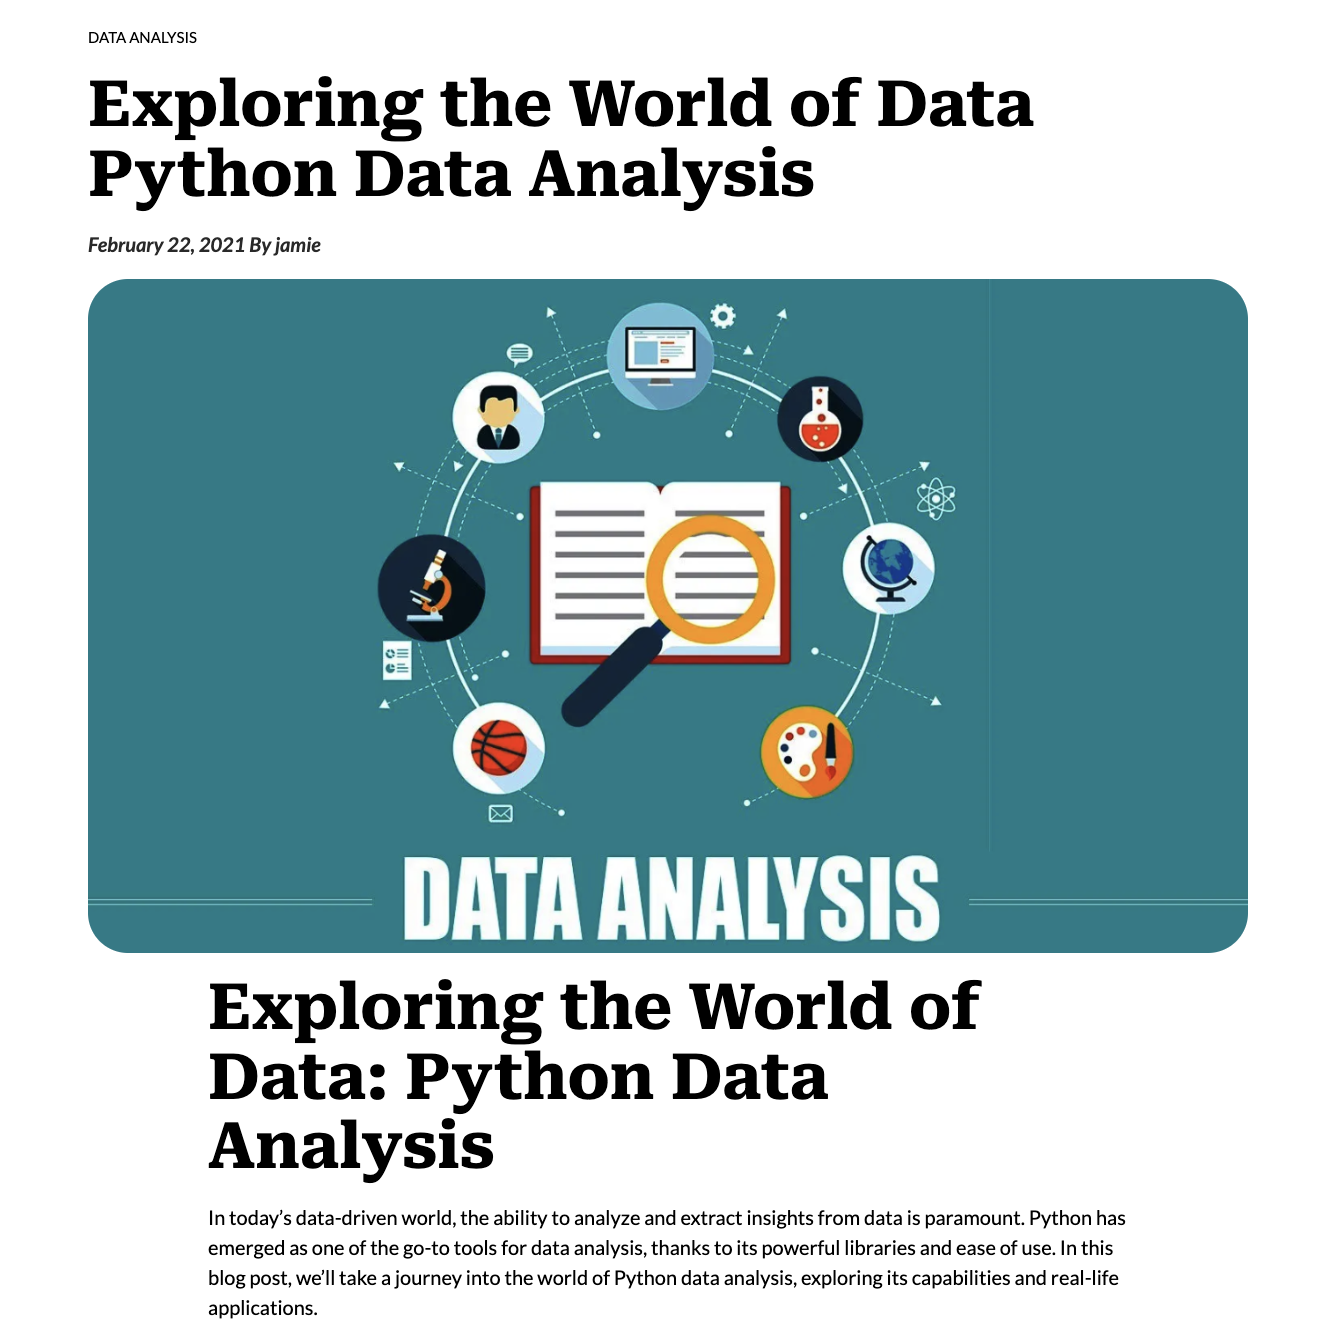 DATA ANALYSIS
Exploring the World of Data
Python Data Analysis
February 22, 2021 By jamie
DATA ANALYSIS
Exploring the World of
Data: Python Data
Analysis
In today’s data-driven world, the ability to analyze and extract insights from data is paramount. Python has
emerged as one of the go-to tools for data analysis, thanks to its powerful libraries and ease of use. In this
blog post, we’ll take a journey into the world of Python data analysis, exploring its capabilities and real-life
applications.